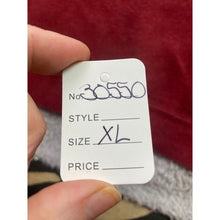 No. 30550
STYLE
SIZE XL
PRICE